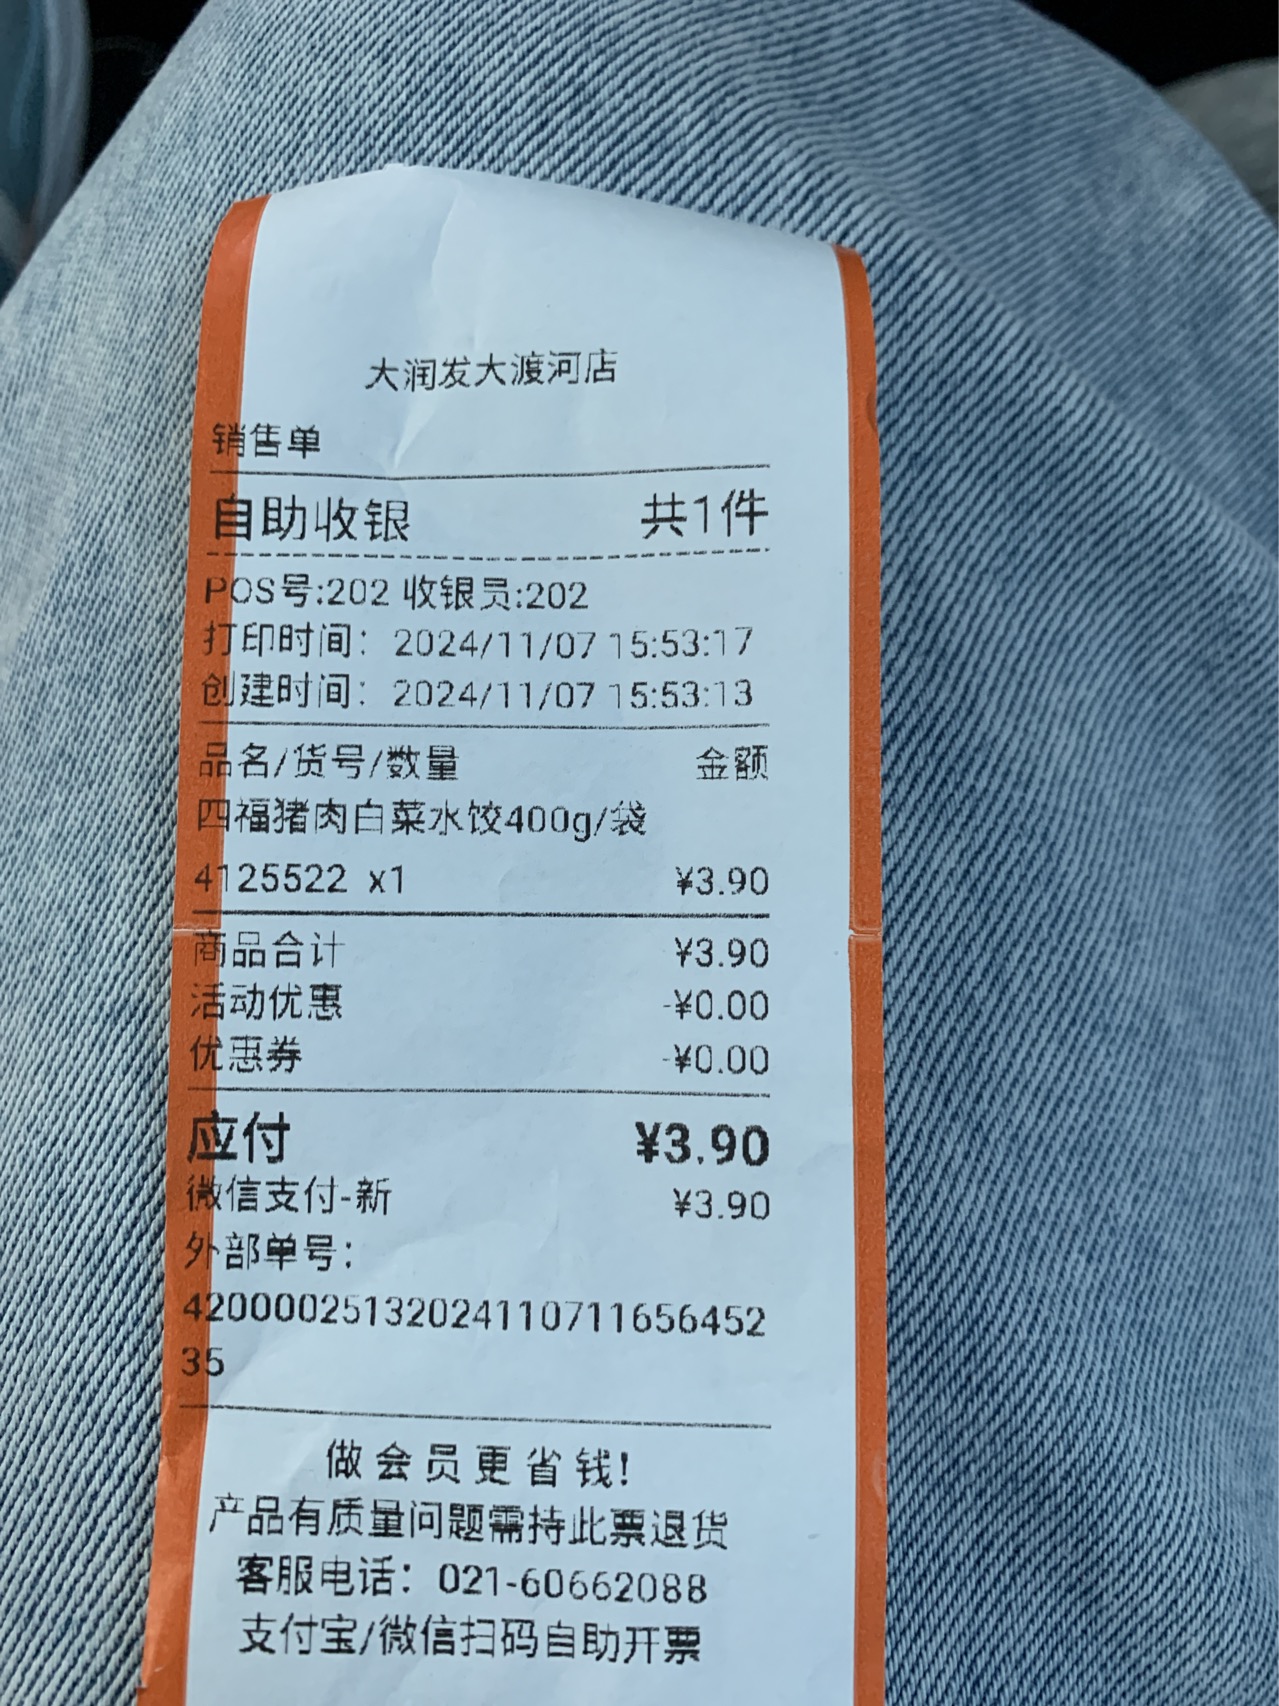 大润发大渡河店
销售单
自助收银 共1件
POS号:202 收银员:202
打印时间: 2024/11/07 15:53:17
创建时间: 2024/11/07 15:53:13
品名/货号/数量 金额
四福猪肉白菜水饺400g/袋
4125522 x1 ¥3.90
商品合计 ¥3.90
活动优惠 -¥0.00
优惠券 -¥0.00
应付 ¥3.90
微信支付-新 ¥3.90
外部单号:
42000025132024110711656452
35
做会员更省钱!
产品有质量问题需持此票退货
客服电话: 021-60662088
支付宝/微信扫码自助开票